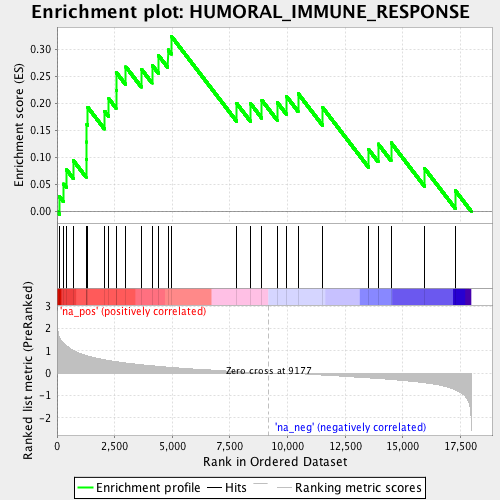 Enrichment plot: HUMORAL_IMMUNE_RESPONSE
Enrichment score (ES)
0.30
0.25
0.20
0.15
0.10
0.05
0.00
'na_pos' (positively correlated)
Ranked list metric (PreRanked)
3
2
1
0
-1
-2
Zero cross at 9177
'na_neg' (negatively correlated)
0
2,500
5,000
7,500
10,000
12,500
15,000
17,500
Rank in Ordered Dataset
Enrichment profile
Hits
Ranking metric scores